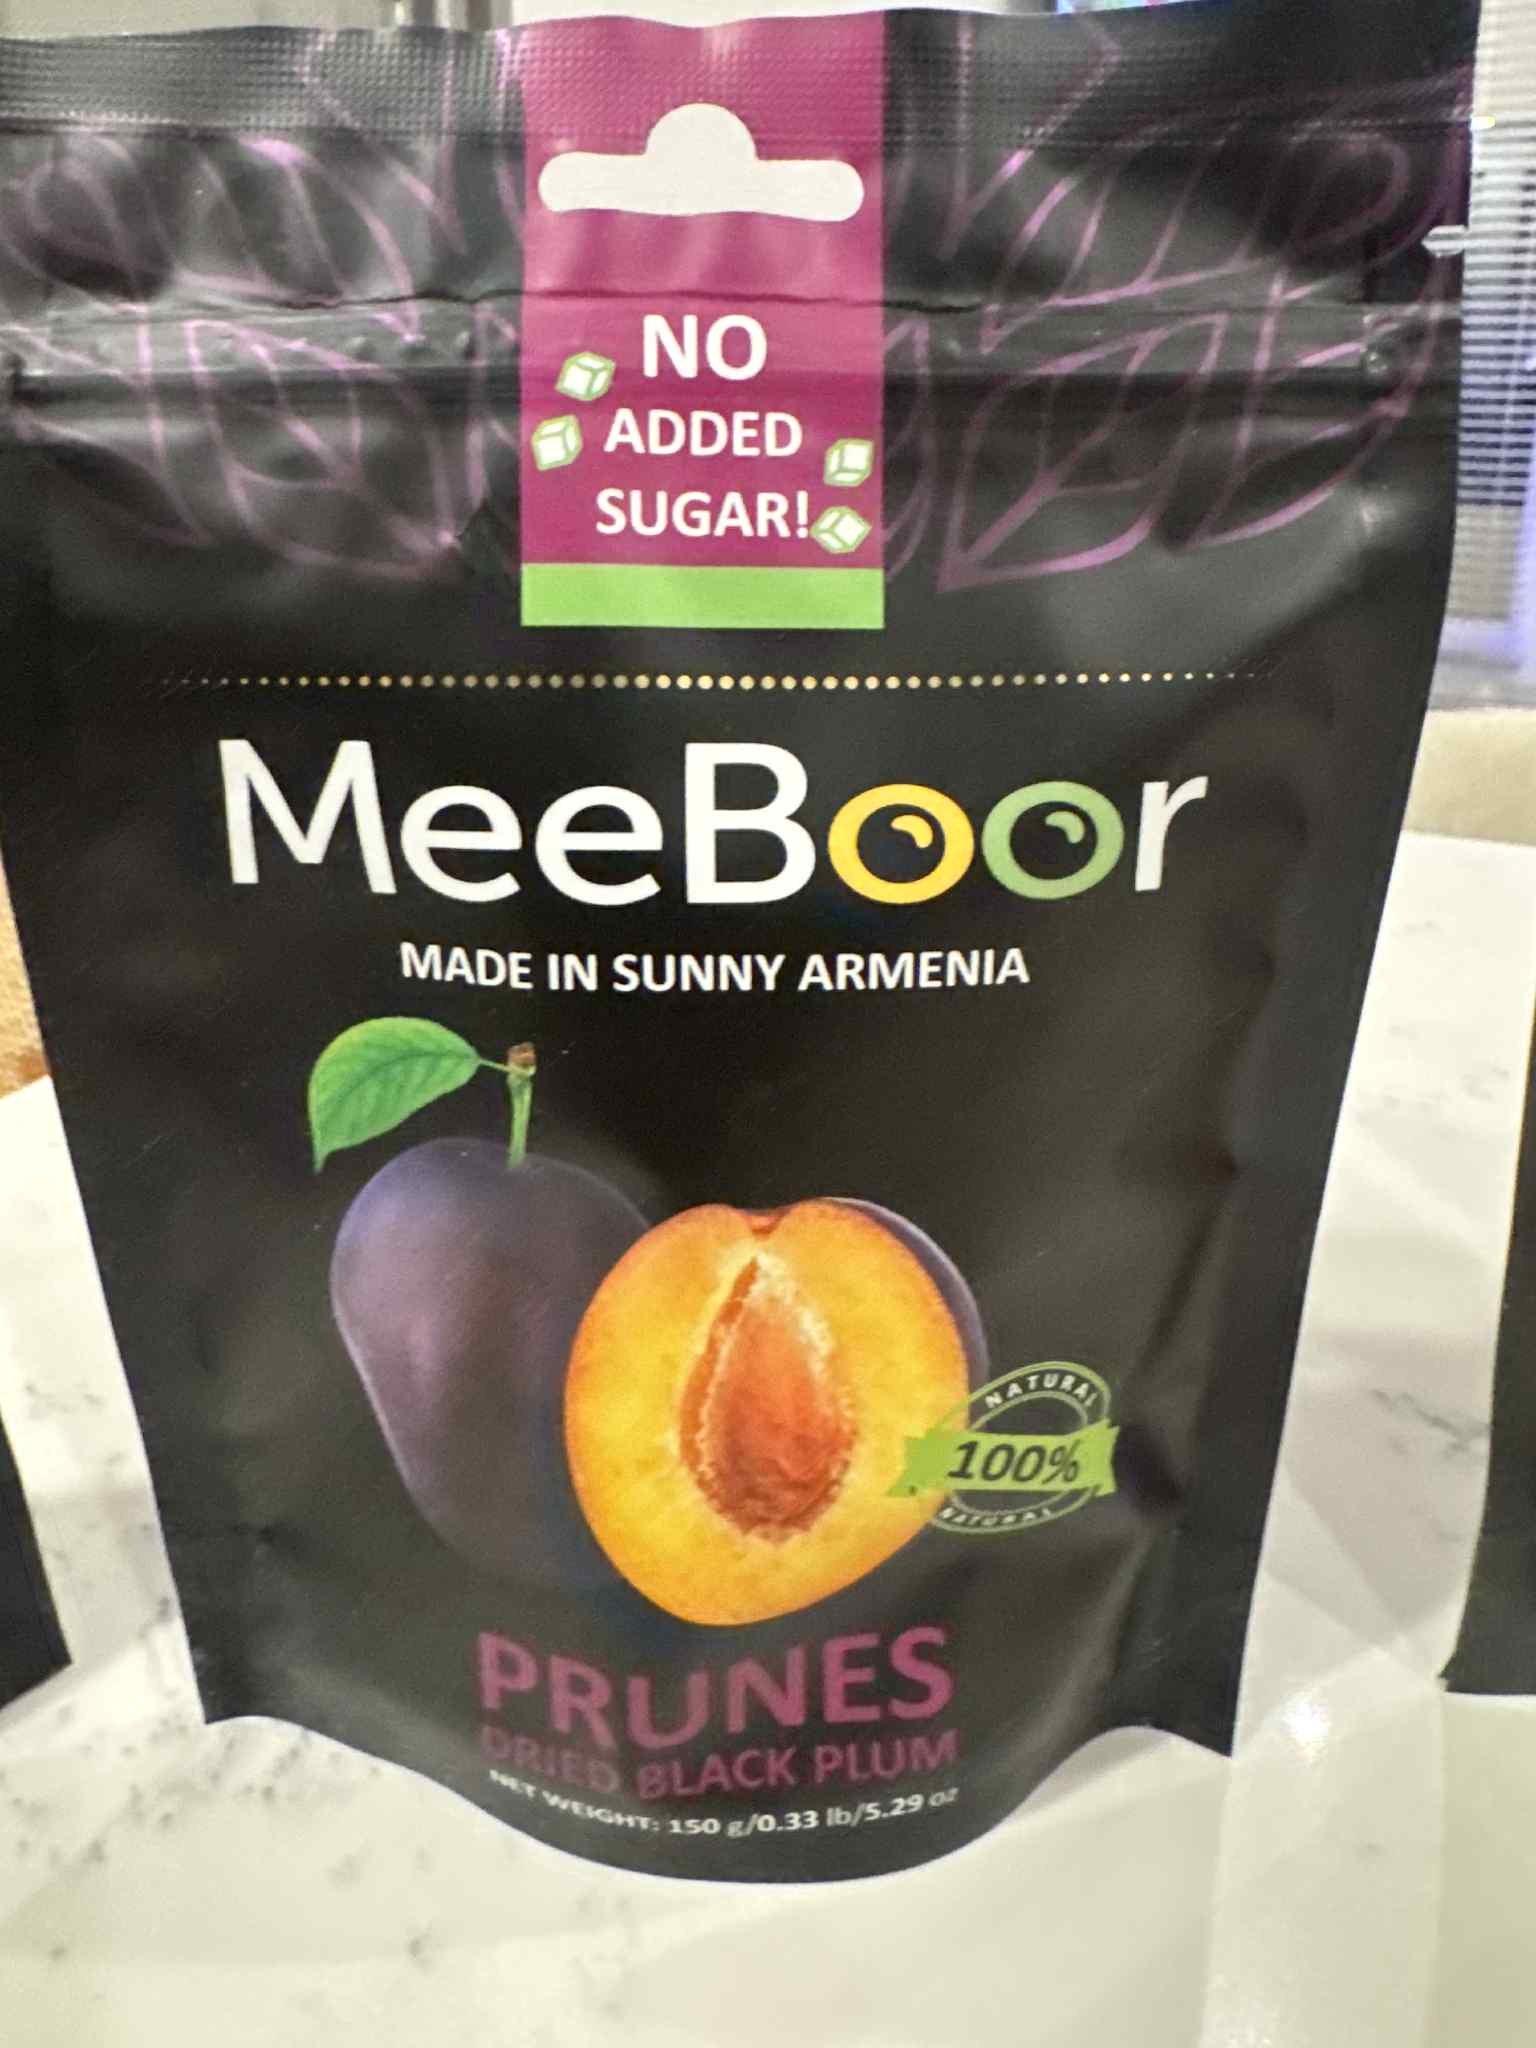 NO
ADDED
SUGAR!
MeeBoor
MADE IN SUNNY ARMENIA
NATURAL
100%
NATURAL
PRUNES
DRIED BLACK PLUM
NET WEIGHT: 150 g/0.33 lb/5.29 oz